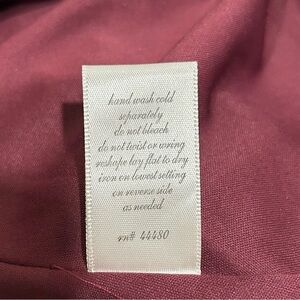 hand wash cold
separately
do not bleach
do not twist or wring
reshape lay flat to dry
iron on lowest setting
on reverse side
as needed
rn# 44480